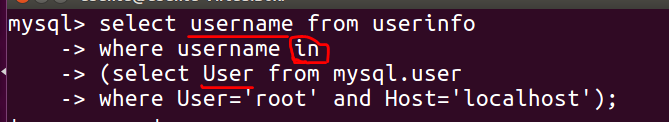 mysql> select username from userinfo
-> where username in
-> (select User from mysql.user
-> where User='root' and Host='localhost');